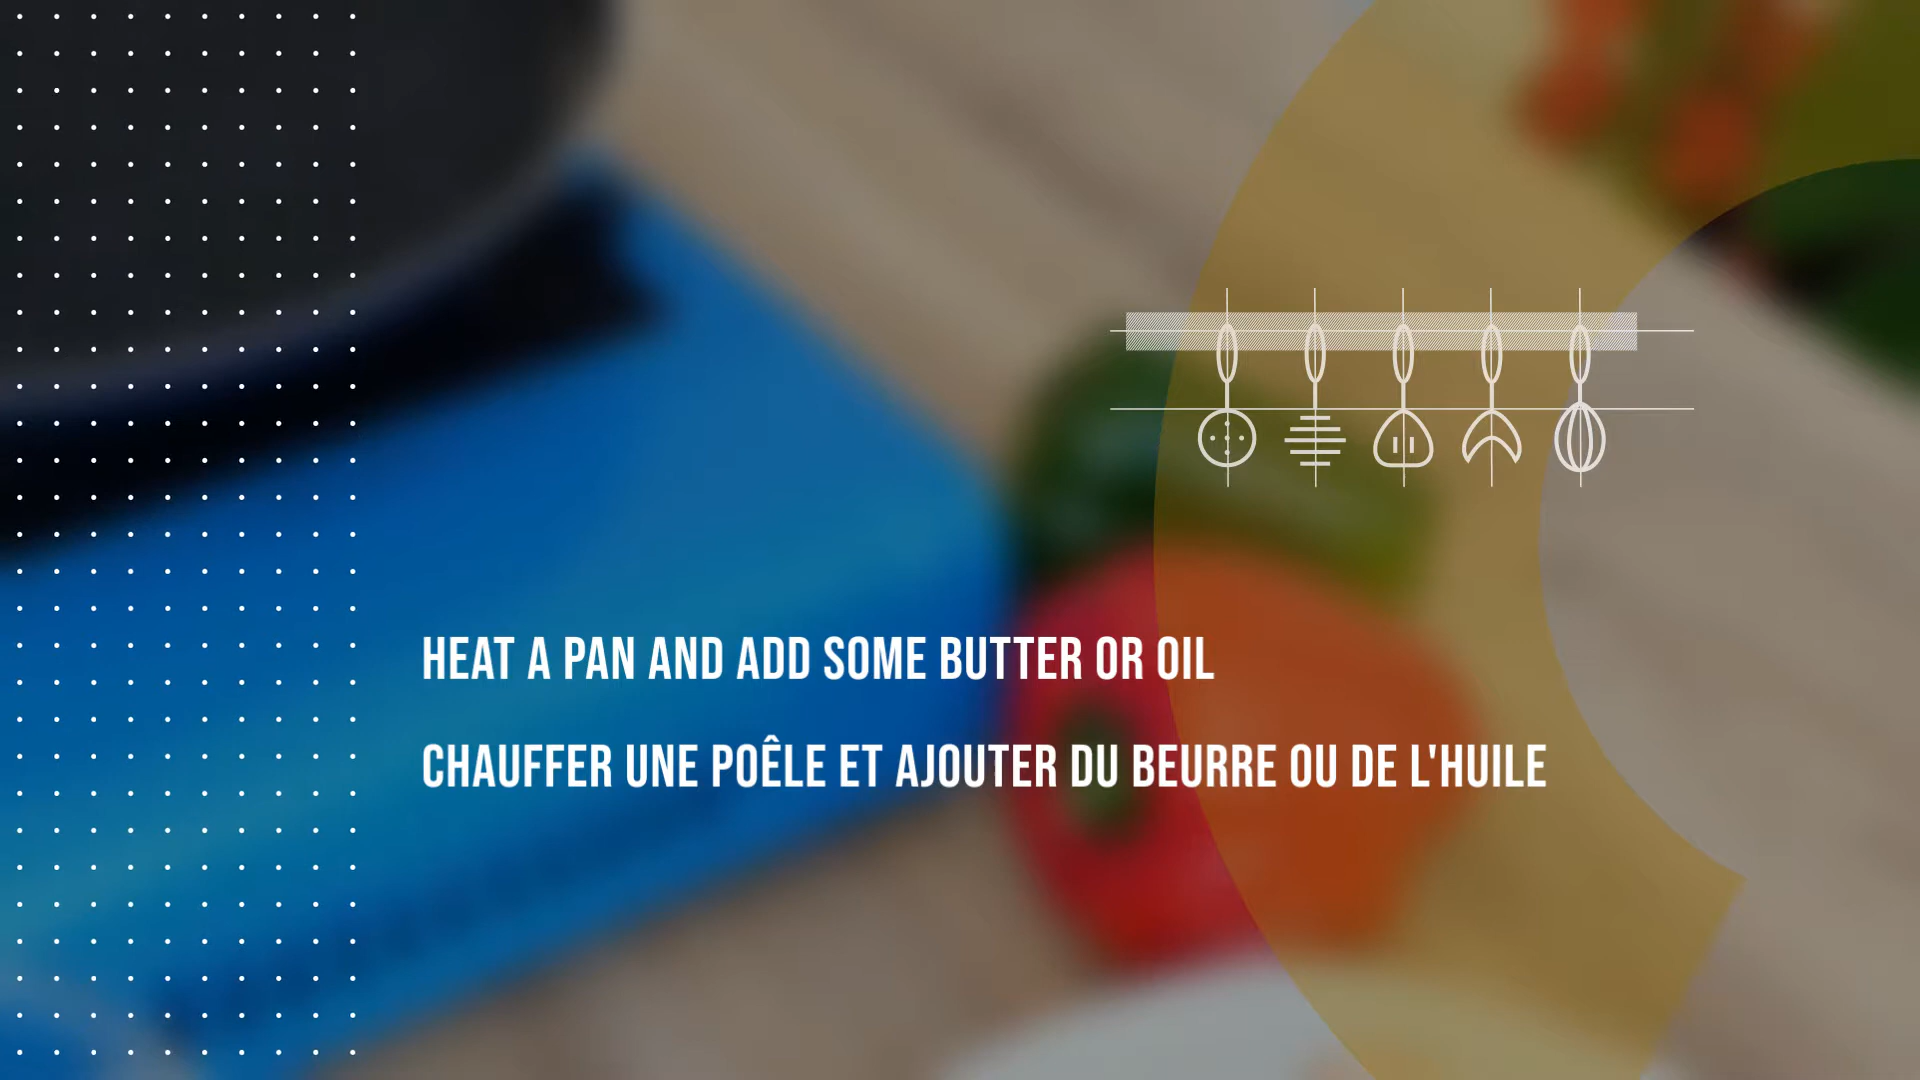 HEAT A PAN AND ADD SOME BUTTER OR OIL
CHAUFFER UNE POÊLE ET AJOUTER DU BEURRE OU DE L'HUILE